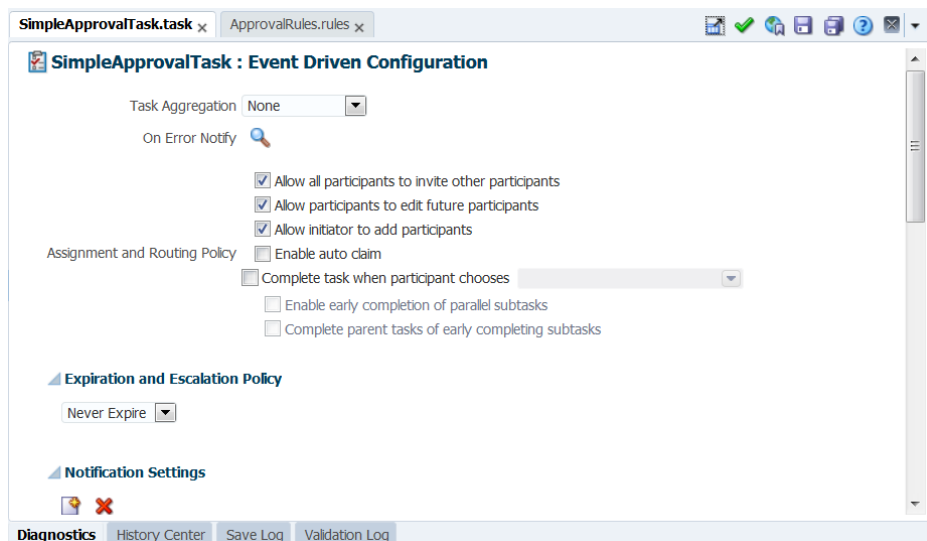 SimpleApprovalTask.task
ApprovalRules.rules
SimpleApprovalTask : Event Driven Configuration
Task Aggregation None
On Error Notify
Allow all participants to invite other participants
Allow participants to edit future participants
Allow initiator to add participants
Assignment and Routing Policy Enable auto claim
Complete task when participant chooses
Enable early completion of parallel subtasks
Complete parent tasks of early completing subtasks
Expiration and Escalation Policy
Never Expire
Notification Settings
Diagnostics History Center Save Log Validation Log